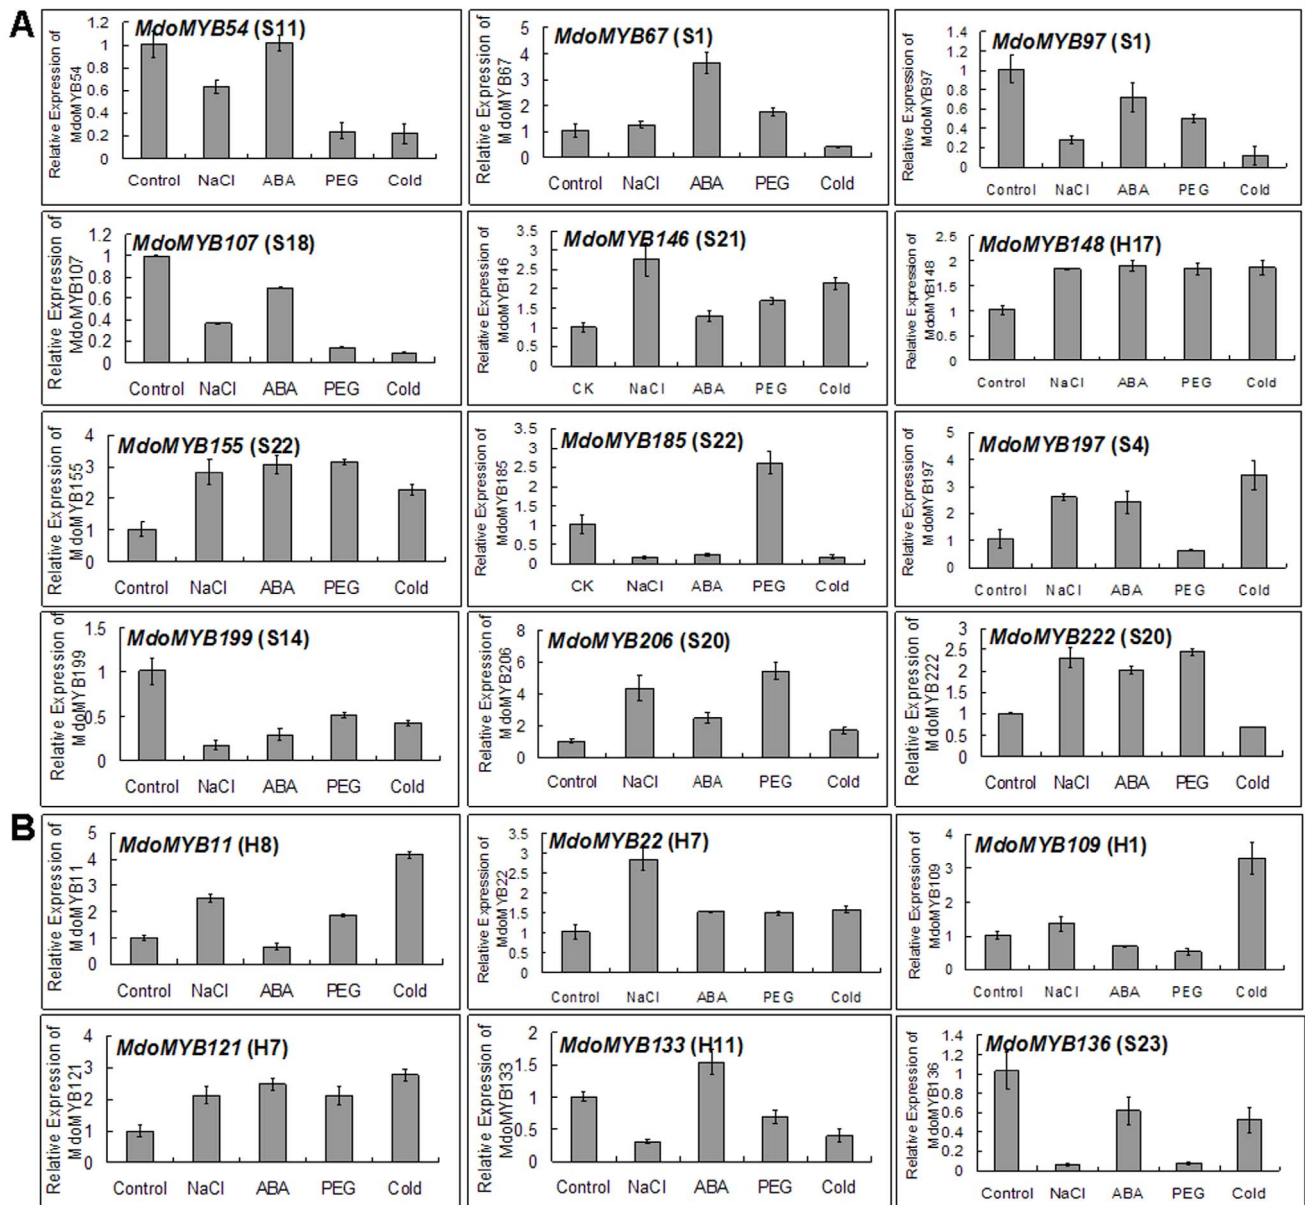 A
MdoMYB54 (S11)
Relative Expression of
MdoMYB54
1.2
1
0.8
0.6
0.4
0.2
0
Control NaCl ABA PEG Cold
MdoMYB67 (S1)
Relative Expression of
MdoMYB67
5
4
3
2
1
0
Control NaCl ABA PEG Cold
MdoMYB97 (S1)
Relative Expression of
MdoMYB97
1.4
1.2
1
0.8
0.6
0.4
0.2
0
Control NaCl ABA PEG Cold
MdoMYB107 (S18)
Relative Expression of
MdoMYB107
1.2
1
0.8
0.6
0.4
0.2
0
Control NaCl ABA PEG Cold
MdoMYB146 (S21)
Relative Expression of
MdoMYB146
3.5
3
2.5
2
1.5
1
0.5
0
CK NaCl ABA PEG Cold
MdoMYB148 (H17)
Relative Expression of
MdoMYB148
2.5
2
1.5
1
0.5
0
Control NaCl ABA PEG Cold
MdoMYB155 (S22)
Relative Expression of
MdoMYB155
4
3
2
1
0
Control NaCl ABA PEG Cold
MdoMYB185 (S22)
Relative Expression of
MdoMYB185
3.5
3
2.5
2
1.5
1
0.5
0
CK NaCl ABA PEG Cold
MdoMYB197 (S4)
Relative Expression of
MdoMYB197
5
4
3
2
1
0
Control NaCl ABA PEG Cold
MdoMYB199 (S14)
Relative Expression of
MdoMYB199
1.5
1
0.5
0
Control NaCl ABA PEG Cold
MdoMYB206 (S20)
Relative Expression of
MdoMYB206
8
6
4
2
0
Control NaCl ABA PEG Cold
MdoMYB222 (S20)
Relative Expression of
MdoMYB222
3
2.5
2
1.5
1
0.5
0
Control NaCl ABA PEG Cold
B
MdoMYB11 (H8)
Relative Expression of
MdoMYB11
5
4
3
2
1
0
Control NaCl ABA PEG Cold
MdoMYB22 (H7)
Relative Expression of
MdoMYB22
3.5
3
2.5
2
1.5
1
0.5
0
Control NaCl ABA PEG Cold
MdoMYB109 (H1)
Relative Expression of
MdoMYB109
4
3
2
1
0
Control NaCl ABA PEG Cold
MdoMYB121 (H7)
Relative Expression of
MdoMYB121
4
3
2
1
0
Control NaCl ABA PEG Cold
MdoMYB133 (H11)
Relative Expression of
MdoMYB133
2
1.5
1
0.5
0
Control NaCl ABA PEG Cold
MdoMYB136 (S23)
Relative Expression of
MdoMYB136
1.4
1.2
1
0.8
0.6
0.4
0.2
0
Control NaCl ABA PEG Cold